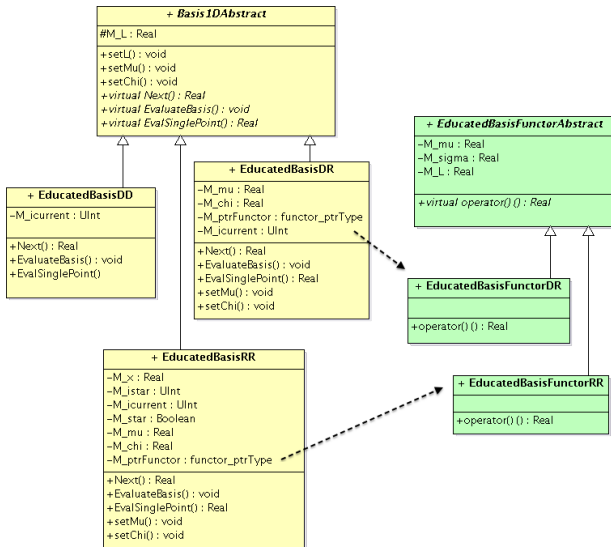 + Basis1DAbstract
#M_L : Real
+setL() : void
+setMu() : void
+setChi() : void
+virtual Next() : Real
+virtual EvaluateBasis() : void
+virtual EvalSinglePoint() : Real
+ EducatedBasisFunctorAbstract
-M_mu : Real
-M_sigma : Real
-M_L : Real
+virtual operator()() : Real
+ EducatedBasisDD
-M_icurrent : UInt
+Next() : Real
+EvaluateBasis() : void
+EvalSinglePoint()
+ EducatedBasisDR
-M_mu : Real
-M_chi : Real
-M_ptrFunctor : functor_ptrType
-M_icurrent : UInt
+Next() : Real
+EvaluateBasis() : void
+EvalSinglePoint() : Real
+setMu() : void
+setChi() : void
+ EducatedBasisFunctorDR
+operator()() : Real
+ EducatedBasisRR
-M_x : Real
-M_istar : UInt
-M_icurrent : UInt
-M_star : Boolean
-M_mu : Real
-M_chi : Real
-M_ptrFunctor : functor_ptrType
+Next() : Real
+EvaluateBasis() : void
+EvalSinglePoint() : Real
+setMu() : void
+setChi() : void
+ EducatedBasisFunctorRR
+operator()() : Real